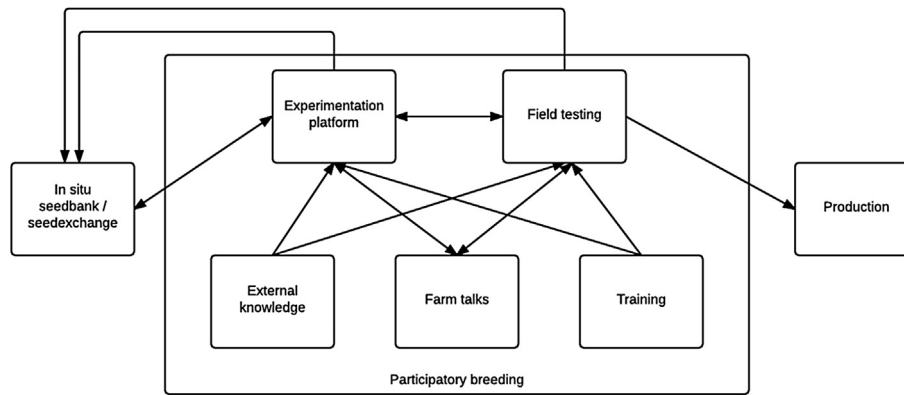 Experimentation
platform
Field testing
In situ
seedbank /
seedexchange
Production
External
knowledge
Farm talks
Training
Participatory breeding